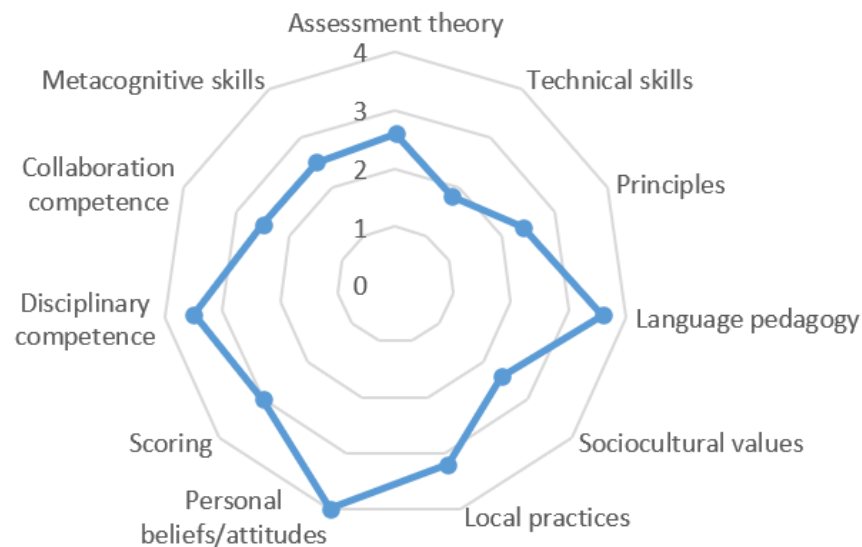 Assessment theory
4
Metacognitive skills
Technical skills
3
Collaboration
competence
Principles
2
1
0
Disciplinary
competence
Language pedagogy
Scoring
Sociocultural values
Personal
beliefs/attitudes
Local practices